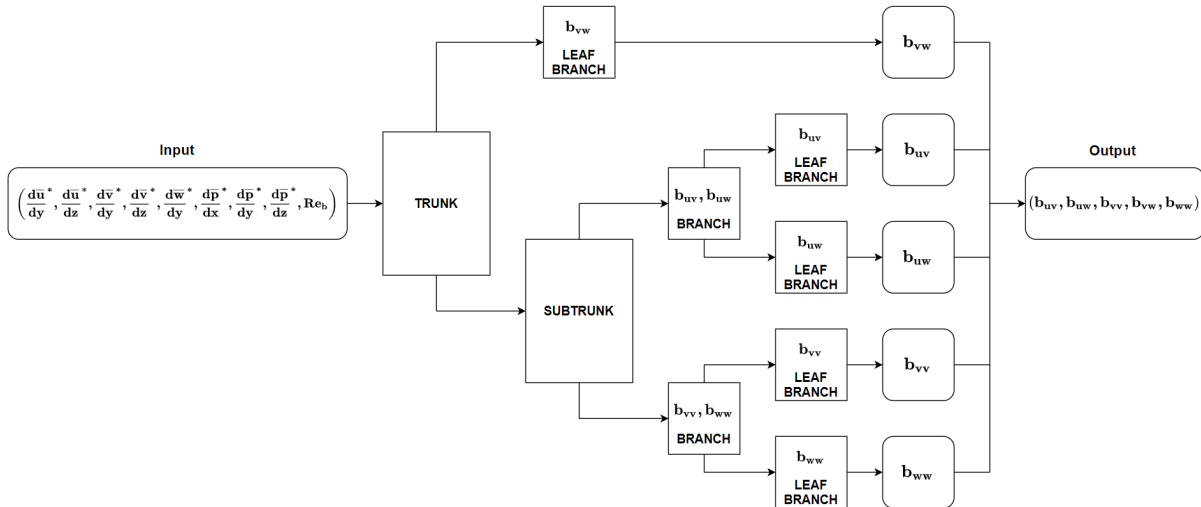 b_vw
LEAF
BRANCH
b_vw
Input
(dū/dy*, dū/dz*, dv̄/dy*, dv̄/dz*, dw̄/dy*, dp̄/dx*, dp̄/dy*, dp̄/dz*, Re_b)
TRUNK
SUBTRUNK
b_uv, b_uw
BRANCH
b_uv
LEAF
BRANCH
b_uv
b_uw
LEAF
BRANCH
b_uw
b_vv, b_ww
BRANCH
b_vv
LEAF
BRANCH
b_vv
b_ww
LEAF
BRANCH
b_ww
Output
(b_uv, b_uw, b_vv, b_vw, b_ww)